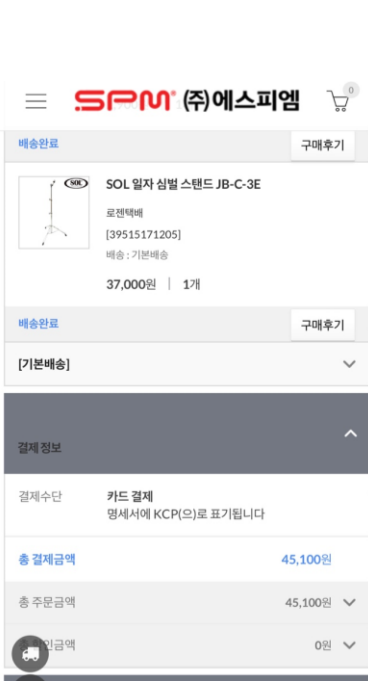 SPM (주)에스피엠
0
배송완료
구매후기
SOL
SOL 일자 심벌 스탠드 JB-C-3E
로젠택배
[39515171205]
배송 : 기본배송
37,000원 | 1개
배송완료
구매후기
[기본배송]
결제정보
결제수단
카드 결제
명세서에 KCP(으)로 표기됩니다
총 결제금액 45,100원
총 주문금액 45,100원
인금액 0원